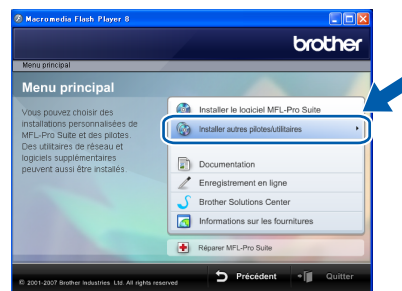 Macromedia Flash Player 8
brother
Menu principal
Menu principal
Vous pouvez choisir des
installations personnalisées de
MFL-Pro Suite et des pilotes.
Des utilitaires de réseau et
logiciels supplémentaires
peuvent aussi être installés.
Installer le logiciel MFL-Pro Suite
Installer autres pilotes/utilitaires
Documentation
Enregistrement en ligne
Brother Solutions Center
Informations sur les fournitures
Réparer MFL-Pro Suite
© 2001-2007 Brother Industries Ltd. All rights reserved
Précédent
Quitter